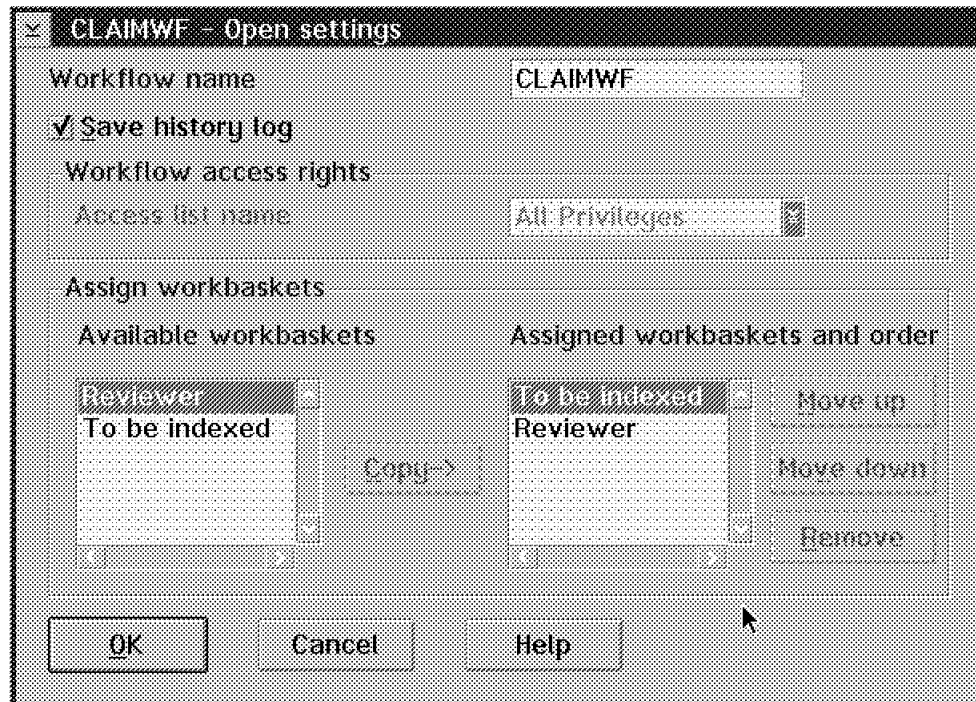 CLAIMWF - Open settings
Workflow name CLAIMWF
Save history log
Workflow access rights
Access list name All Privileges
Assign workbaskets
Available workbaskets Assigned workbaskets and order
Reviewer To be indexed Move up
To be indexed Reviewer
Copy-> Move down
Remove
OK Cancel Help